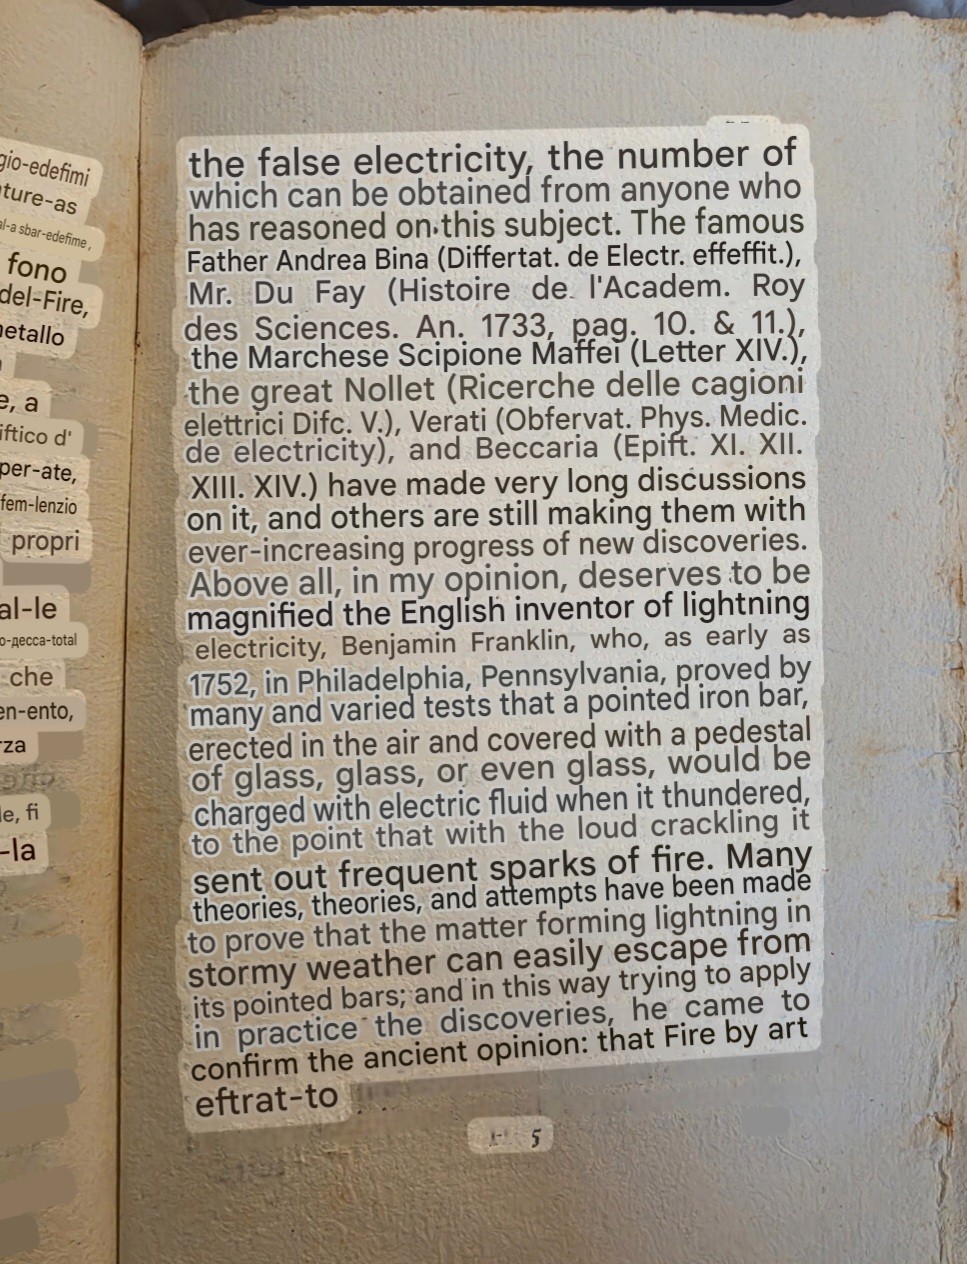 gio-edefimi
ture-as
al-a sbar-edefime,
fono
del-Fire,
netallo
e, a
iftico d'
per-ate,
fem-lenzio
propri
al-le
o-десса-total
che
en-ento,
rza
le, fi
-la
the false electricity, the number of
which can be obtained from anyone who
has reasoned on this subject. The famous
Father Andrea Bina (Differtat. de Electr. effeffit.),
Mr. Du Fay (Histoire de l'Academ. Roy
des Sciences. An. 1733, pag. 10. & 11.),
the Marchese Scipione Maffei (Letter XIV.),
the great Nollet (Ricerche delle cagioni
elettrici Difc. V.), Verati (Obfervat. Phys. Medic.
de electricity), and Beccaria (Epift. XI. XII.
XIII. XIV.) have made very long discussions
on it, and others are still making them with
ever-increasing progress of new discoveries.
Above all, in my opinion, deserves to be
magnified the English inventor of lightning
electricity, Benjamin Franklin, who, as early as
1752, in Philadelphia, Pennsylvania, proved by
many and varied tests that a pointed iron bar,
erected in the air and covered with a pedestal
of glass, glass, or even glass, would be
charged with electric fluid when it thundered,
to the point that with the loud crackling it
sent out frequent sparks of fire. Many
theories, theories, and attempts have been made
to prove that the matter forming lightning in
stormy weather can easily escape from
its pointed bars; and in this way trying to apply
in practice the discoveries, he came to
confirm the ancient opinion: that Fire by art
eftrat-to
5